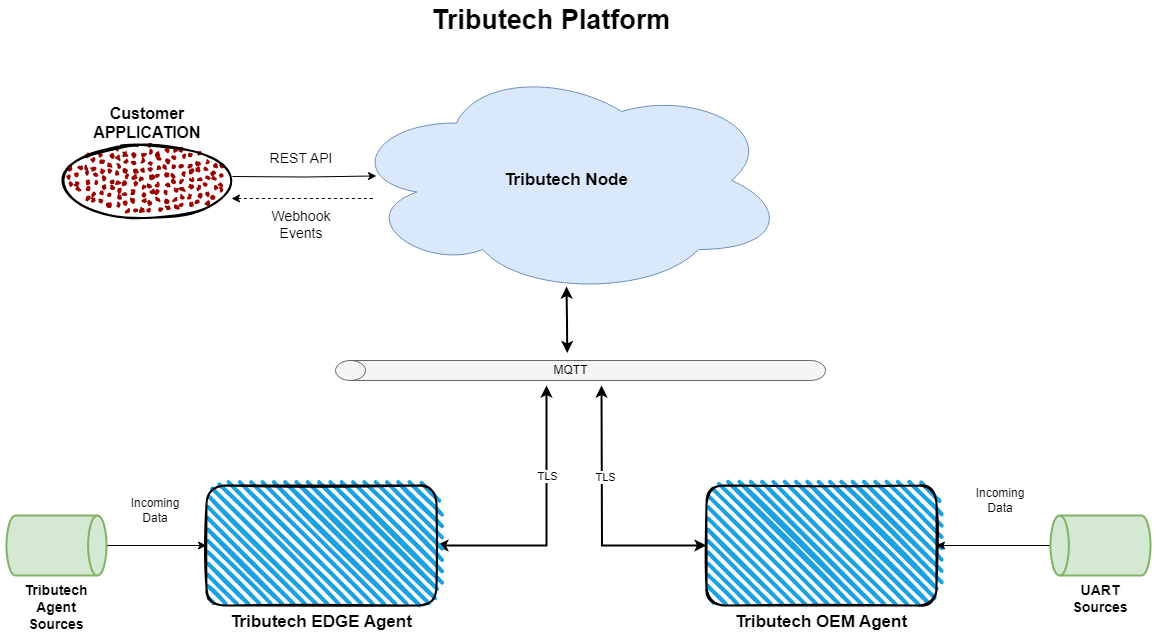 Tributech Platform
Customer
APPLICATION
REST API
Tributech Node
Webhook
Events
MQTT
TLS
TLS
Incoming
Data
Incoming
Data
Tributech
Agent
Sources
Tributech EDGE Agent
Tributech OEM Agent
UART
Sources